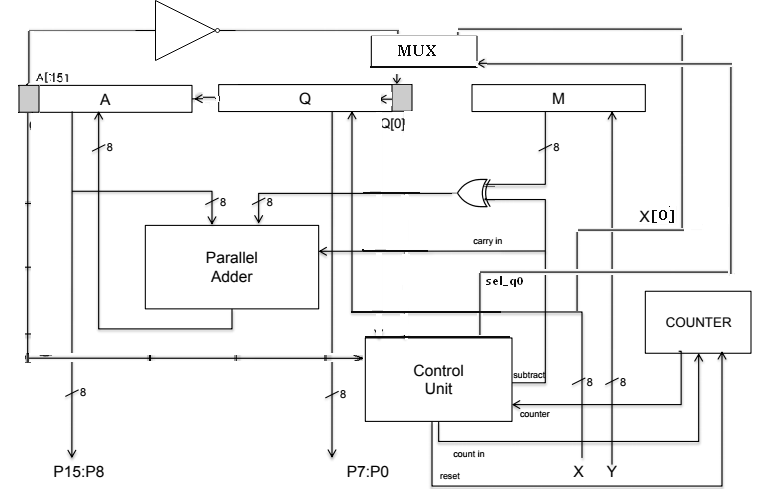 MUX
A[:15]
A
Q
M
Q[0]
8
8
8
8
X[0]
Parallel
Adder
carry in
sel_q0
COUNTER
Control
Unit
subtract
8
8
8
8
counter
count in
reset
P15:P8
P7:P0
X
Y